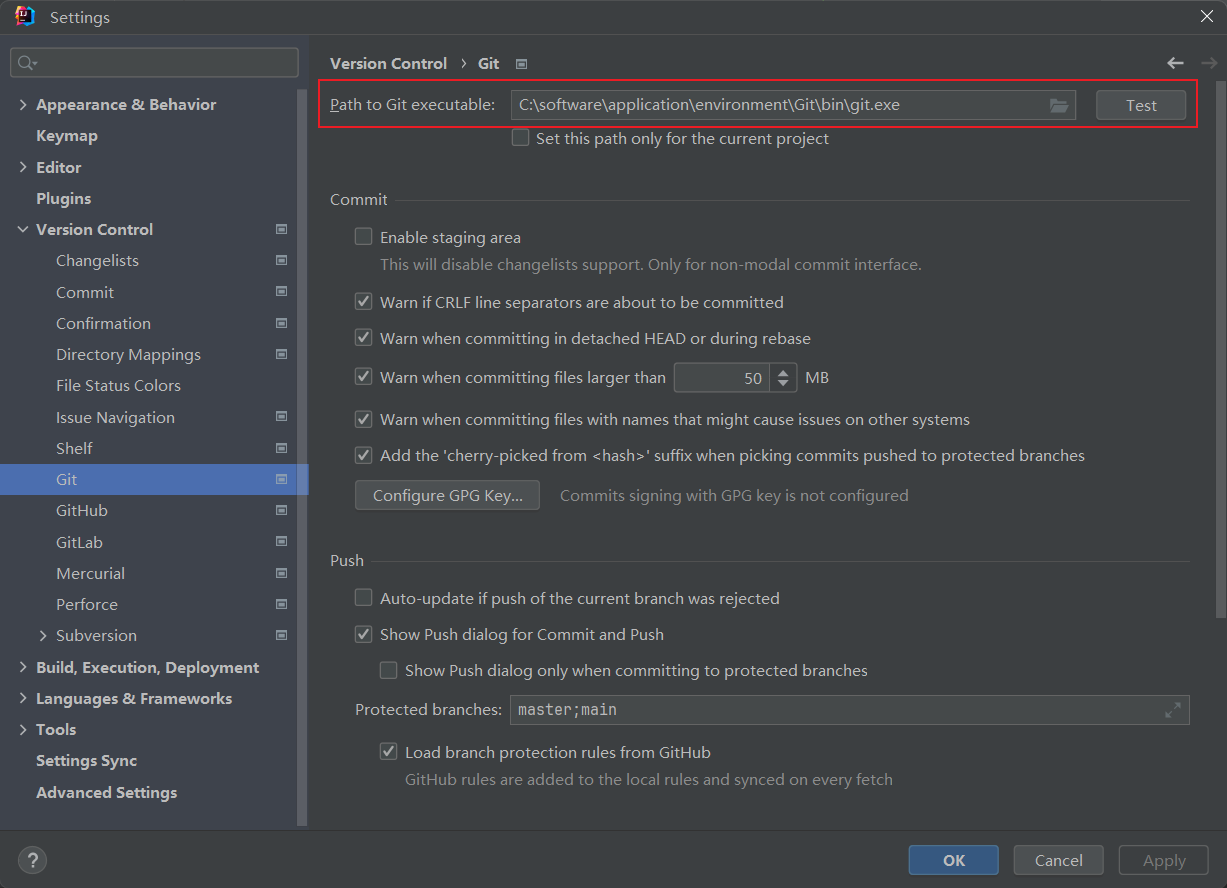 Settings
Appearance & Behavior
Keymap
Editor
Plugins
Version Control
Changelists
Commit
Confirmation
Directory Mappings
File Status Colors
Issue Navigation
Shelf
Git
GitHub
GitLab
Mercurial
Perforce
Subversion
Build, Execution, Deployment
Languages & Frameworks
Tools
Settings Sync
Advanced Settings
Version Control › Git
Path to Git executable: C:\software\application\environment\Git\bin\git.exe Test
Set this path only for the current project
Commit
Enable staging area
This will disable changelists support. Only for non-modal commit interface.
Warn if CRLF line separators are about to be committed
Warn when committing in detached HEAD or during rebase
Warn when committing files larger than 50 MB
Warn when committing files with names that might cause issues on other systems
Add the 'cherry-picked from <hash>' suffix when picking commits pushed to protected branches
Configure GPG Key... Commits signing with GPG key is not configured
Push
Auto-update if push of the current branch was rejected
Show Push dialog for Commit and Push
Show Push dialog only when committing to protected branches
Protected branches: master;main
Load branch protection rules from GitHub
GitHub rules are added to the local rules and synced on every fetch
? OK Cancel Apply